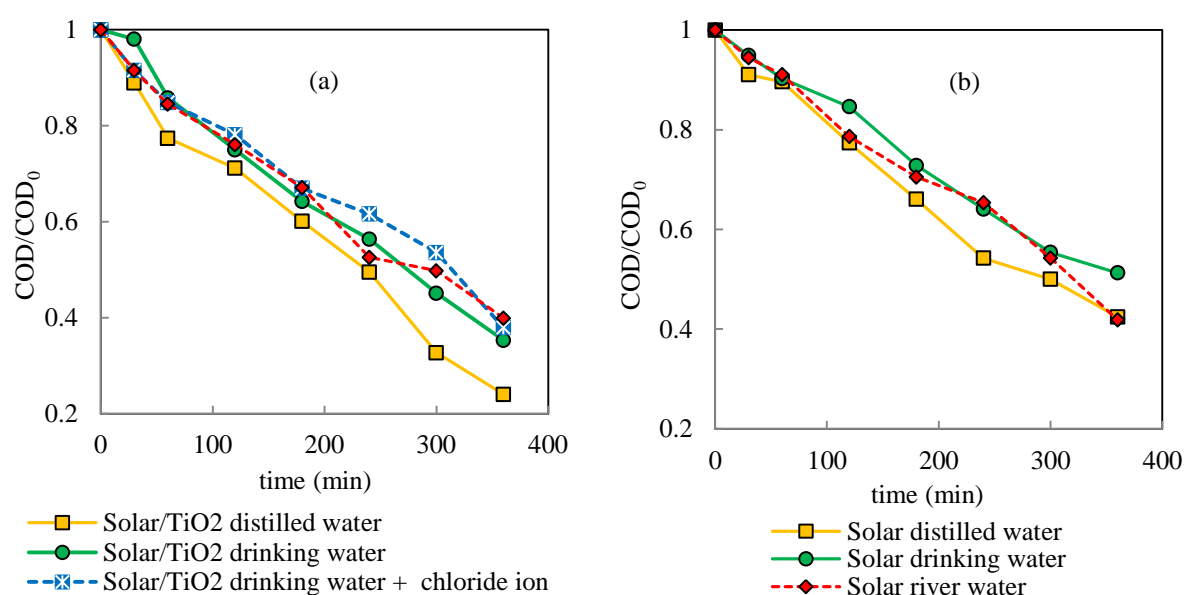 (a)
1
0.8
0.6
0.4
0.2
COD/COD0
0 100 200 300 400
time (min)
Solar/TiO2 distilled water
Solar/TiO2 drinking water
Solar/TiO2 drinking water + chloride ion
(b)
1
0.8
0.6
0.4
0.2
COD/COD0
0 100 200 300 400
time (min)
Solar distilled water
Solar drinking water
Solar river water